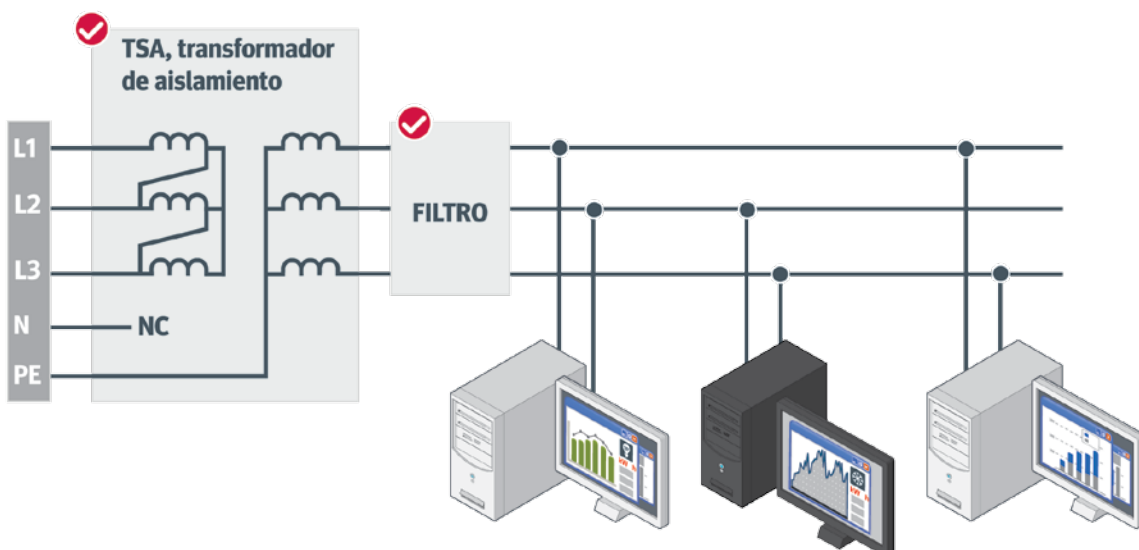 TSA, transformador
de aislamiento
L1
L2
FILTRO
L3
N
NC
PE